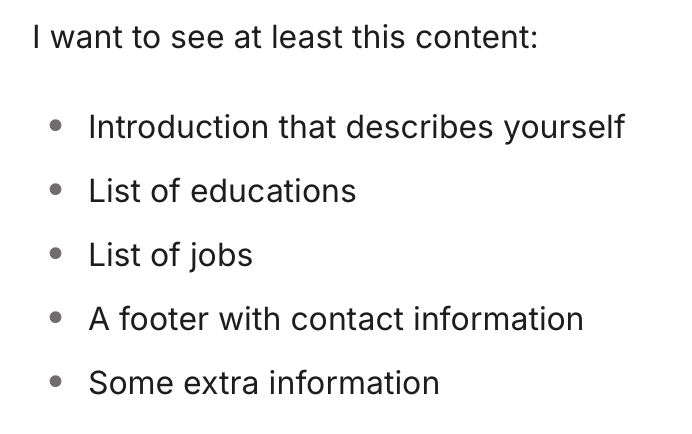 I want to see at least this content:
• Introduction that describes yourself
• List of educations
• List of jobs
• A footer with contact information
• Some extra information